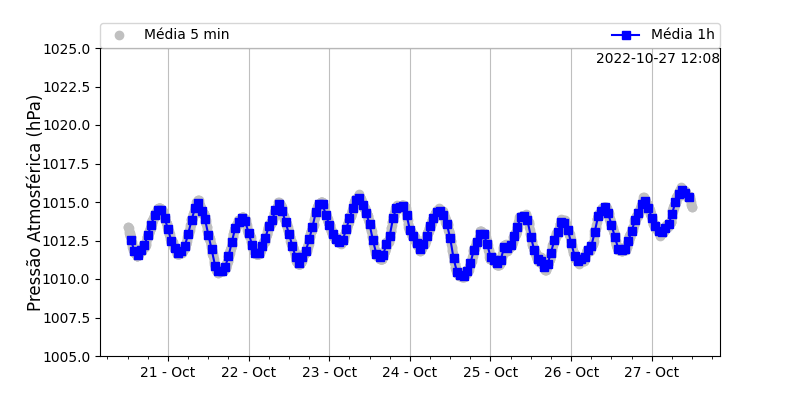 Média 5 min
Média 1h
2022-10-27 12:08
Pressão Atmosférica (hPa)
1025.0
1022.5
1020.0
1017.5
1015.0
1012.5
1010.0
1007.5
1005.0
21 - Oct
22 - Oct
23 - Oct
24 - Oct
25 - Oct
26 - Oct
27 - Oct